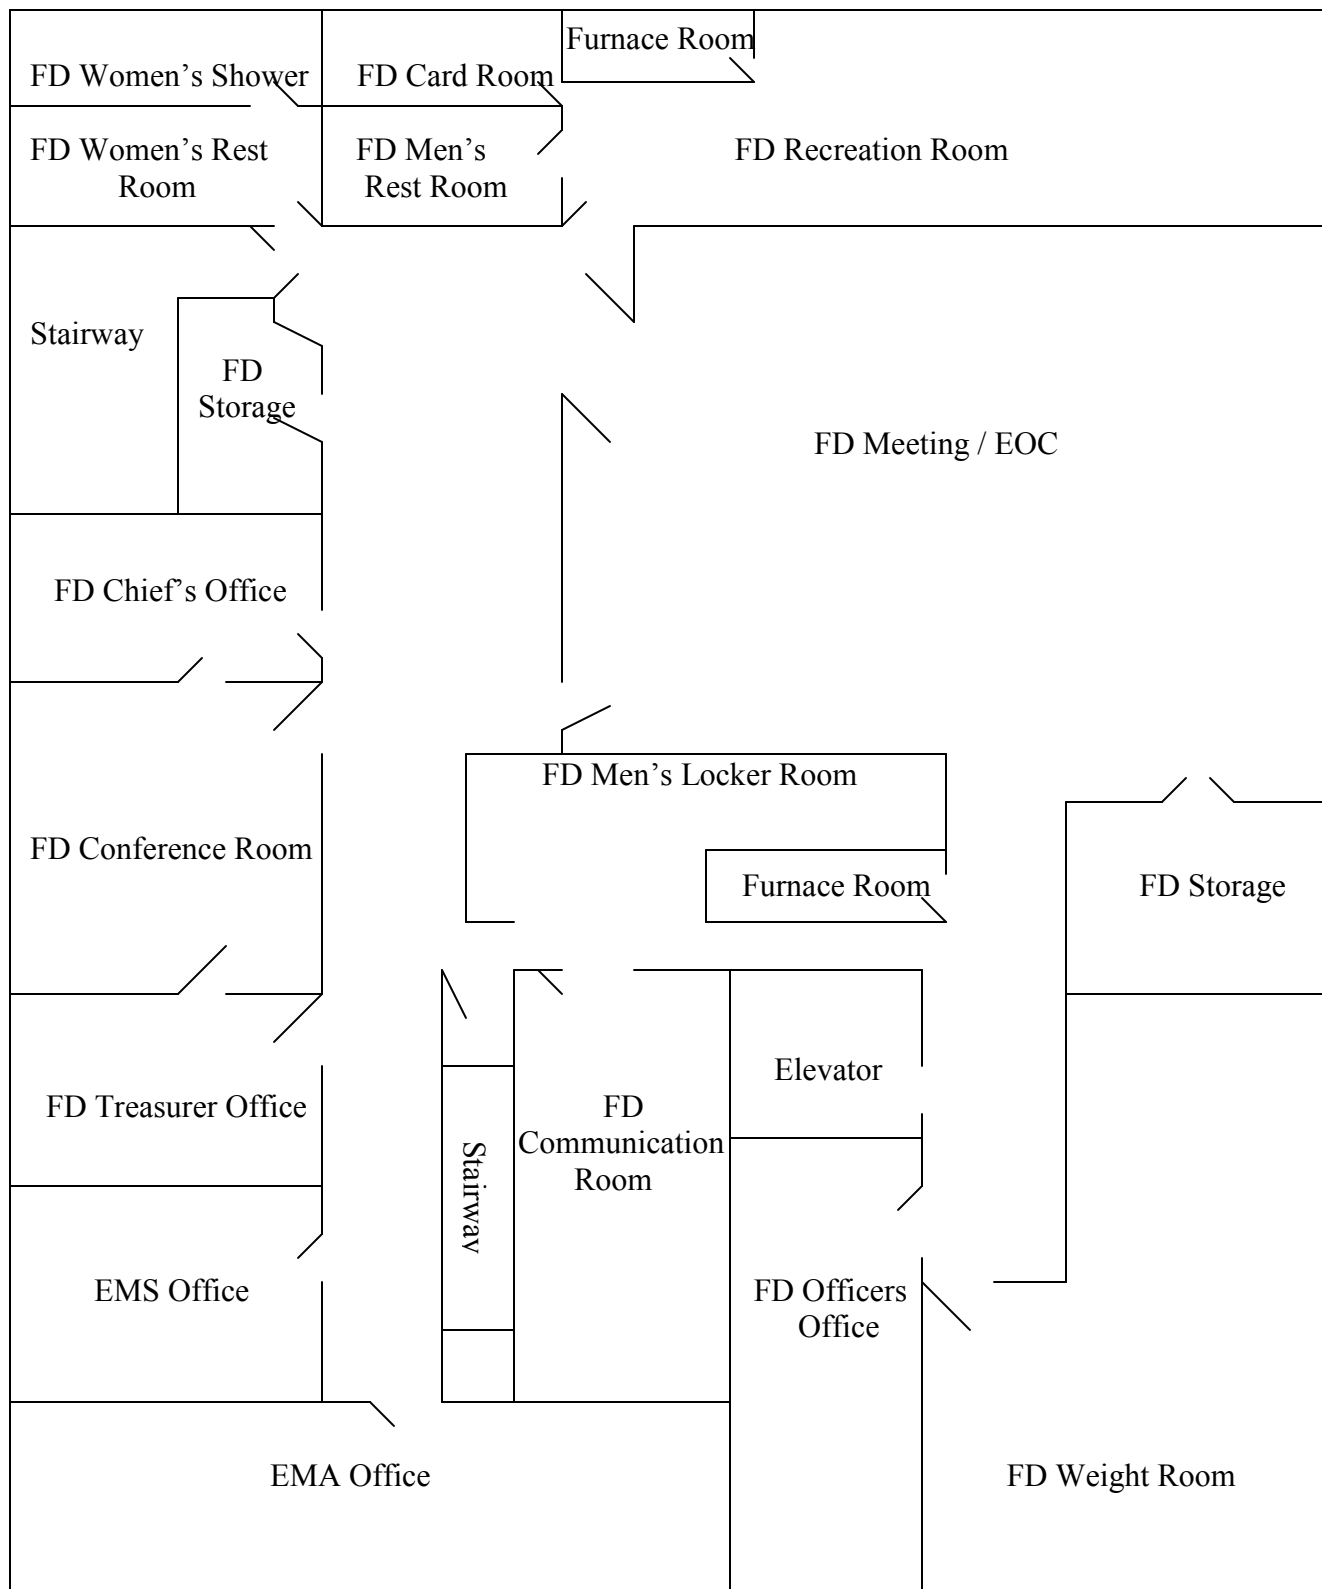 Furnace Room
FD Women’s Shower
FD Card Room
FD Women’s Rest
Room
FD Men’s
Rest Room
FD Recreation Room
Stairway
FD
Storage
FD Meeting / EOC
FD Chief’s Office
FD Men’s Locker Room
FD Conference Room
Furnace Room
FD Storage
Elevator
FD Treasurer Office
FD
Communication
Room
Stairway
EMS Office
FD Officers
Office
EMA Office
FD Weight Room